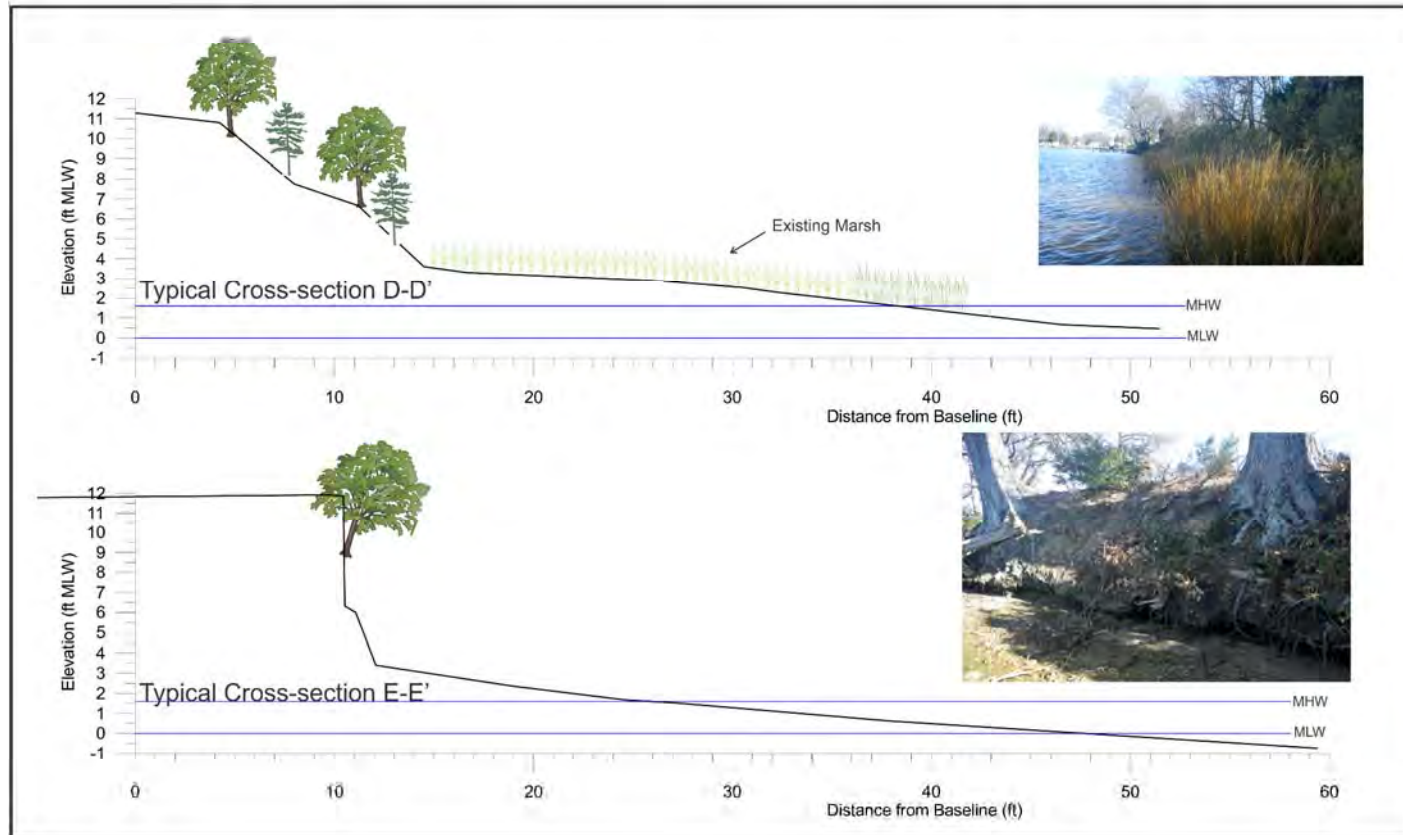 12
11
10
9
8
7
6
5
4
3
2
1
0
-1
Elevation (ft MLW)
Existing Marsh
Typical Cross-section D-D’
MHW
MLW
0 10 20 30 40 50 60
Distance from Baseline (ft)
12
11
10
9
8
7
6
5
4
3
2
1
0
-1
Elevation (ft MLW)
Typical Cross-section E-E’
MHW
MLW
0 10 20 30 40 50 60
Distance from Baseline (ft)